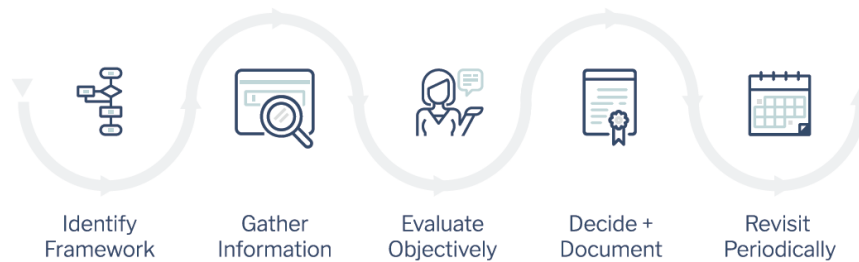 Identify
Framework
Gather
Information
Evaluate
Objectively
Decide +
Document
Revisit
Periodically